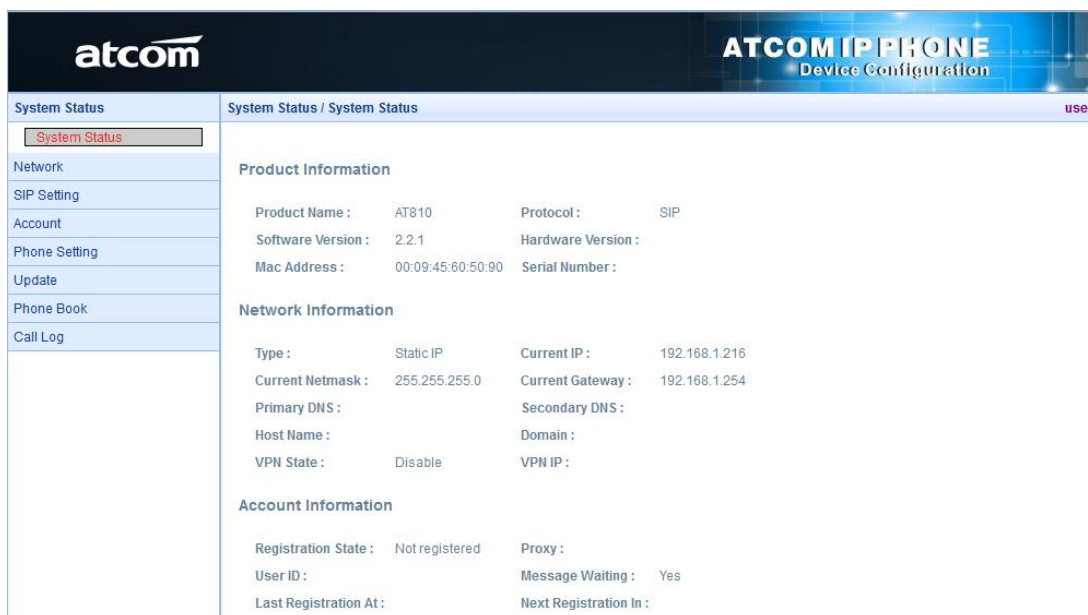 atcom
ATCOM IP PHONE
Device Configuration
System Status
System Status / System Status
use
System Status
Network
SIP Setting
Account
Phone Setting
Update
Phone Book
Call Log
Product Information
Product Name : AT810 Protocol : SIP
Software Version : 2.2.1 Hardware Version :
Mac Address : 00:09:45:60:50:90 Serial Number :
Network Information
Type : Static IP Current IP : 192.168.1.216
Current Netmask : 255.255.255.0 Current Gateway : 192.168.1.254
Primary DNS : Secondary DNS :
Host Name : Domain :
VPN State : Disable VPN IP :
Account Information
Registration State : Not registered Proxy :
User ID : Message Waiting : Yes
Last Registration At : Next Registration In :